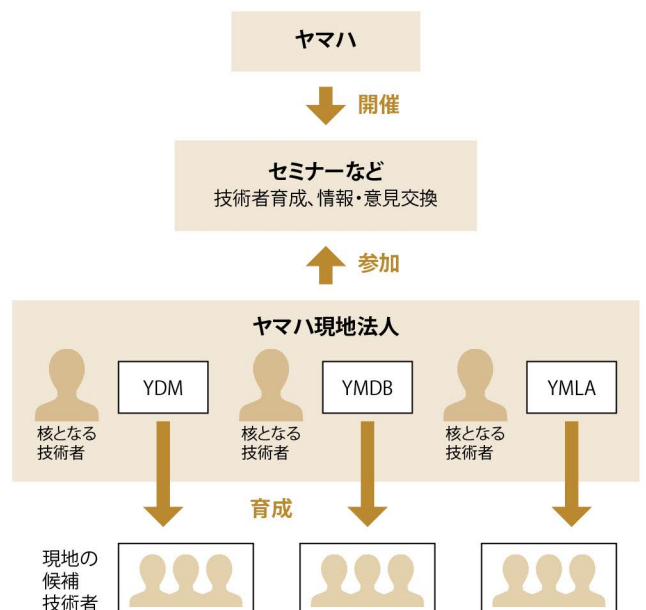 ヤマハ
開催
セミナーなど
技術者育成、情報・意見交換
参加
ヤマハ現地法人
YDM
YMDB
YMLA
核となる
技術者
核となる
技術者
核となる
技術者
育成
現地の
候補
技術者